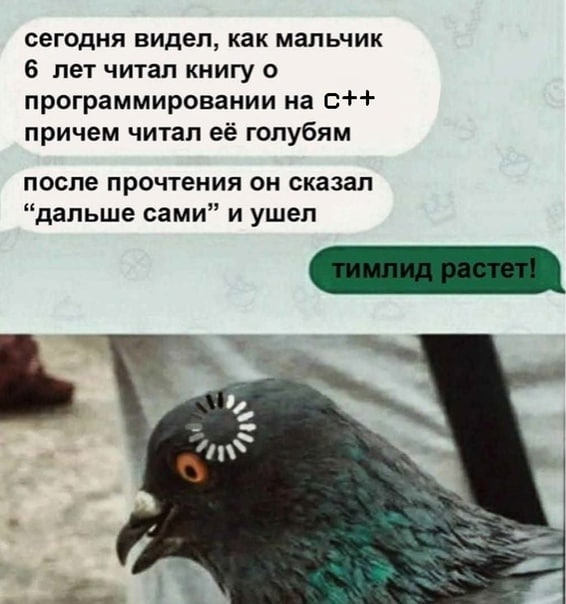 сегодня видел, как мальчик
6 лет читал книгу о
программировании на с++
причем читал её голубям
после прочтения он сказал
“дальше сами” и ушел
тимлид растет!